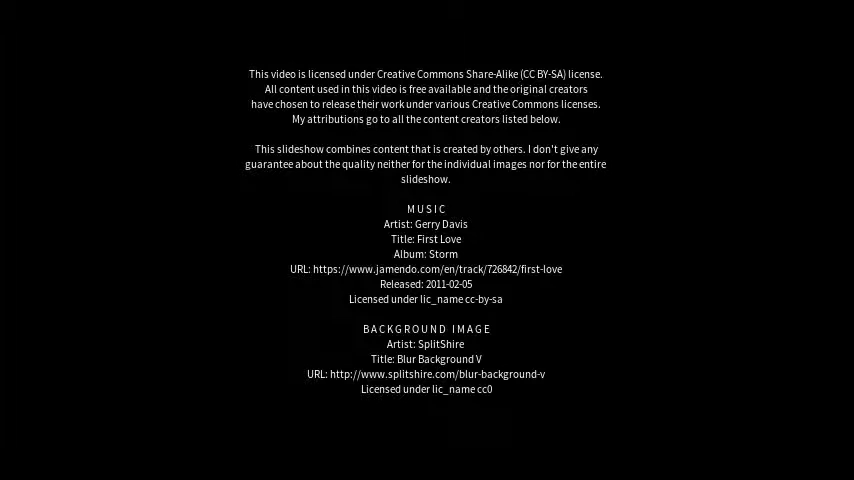 This video is licensed under Creative Commons Share-Alike (CC BY-SA) license.
All content used in this video is free available and the original creators
have chosen to release their work under various Creative Commons licenses.
My attributions go to all the content creators listed below.
This slideshow combines content that is created by others. I don't give any
guarantee about the quality neither for the individual images nor for the entire
slideshow.
MUSIC
Artist: Gerry Davis
Title: First Love
Album: Storm
URL: https://www.jamendo.com/en/track/726842/first-love
Released: 2011-02-05
Licensed under lic_name cc-by-sa
BACKGROUND IMAGE
Artist: SplitShire
Title: Blur Background V
URL: http://www.splitshire.com/blur-background-v
Licensed under lic_name cc0